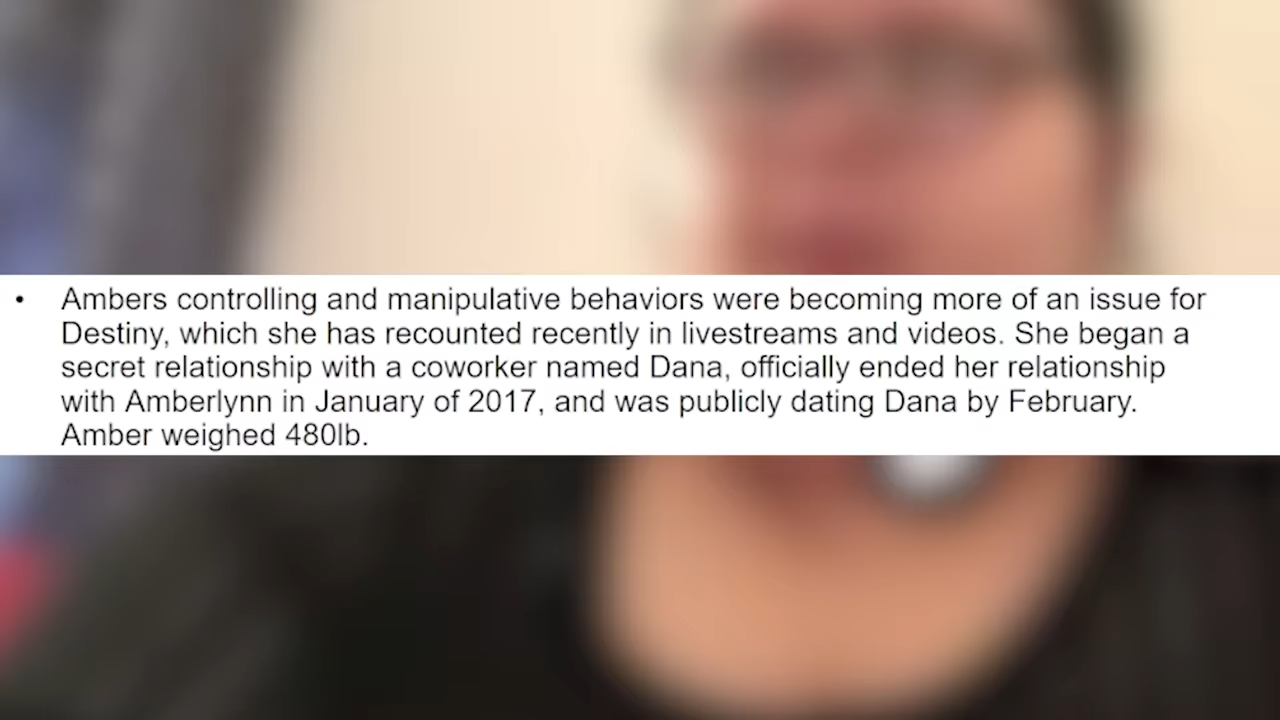 • Ambers controlling and manipulative behaviors were becoming more of an issue for
Destiny, which she has recounted recently in livestreams and videos. She began a
secret relationship with a coworker named Dana, officially ended her relationship
with Amberlynn in January of 2017, and was publicly dating Dana by February.
Amber weighed 480lb.